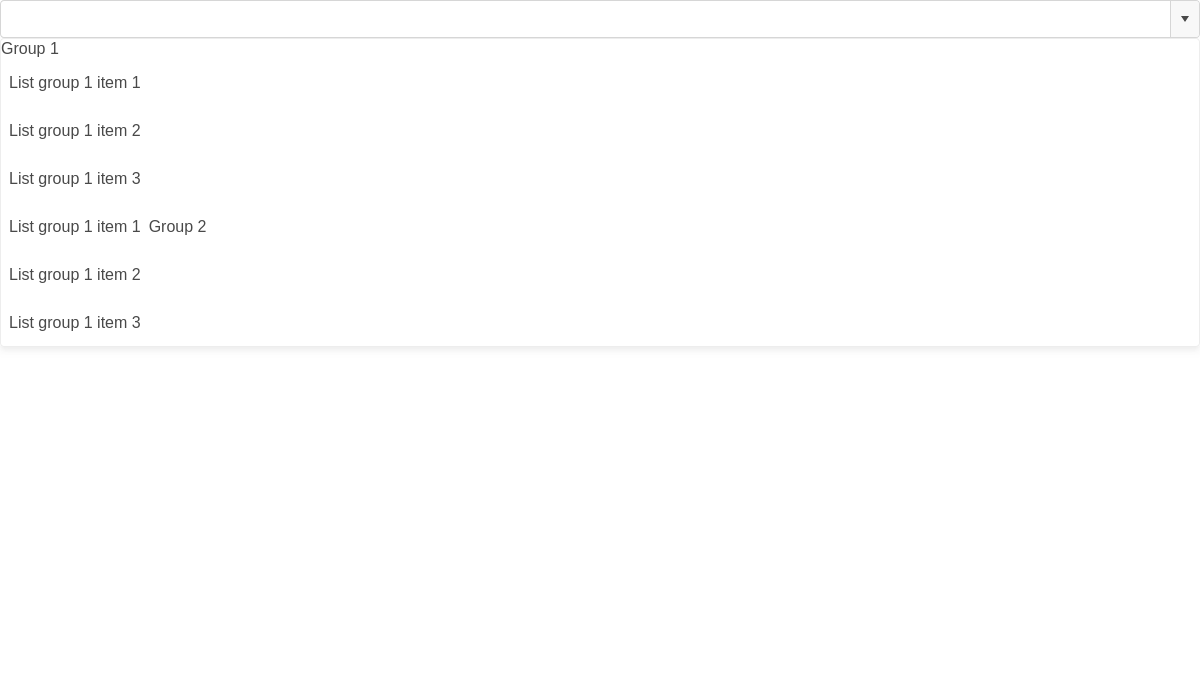 Group 1
List group 1 item 1
List group 1 item 2
List group 1 item 3
List group 1 item 1 Group 2
List group 1 item 2
List group 1 item 3